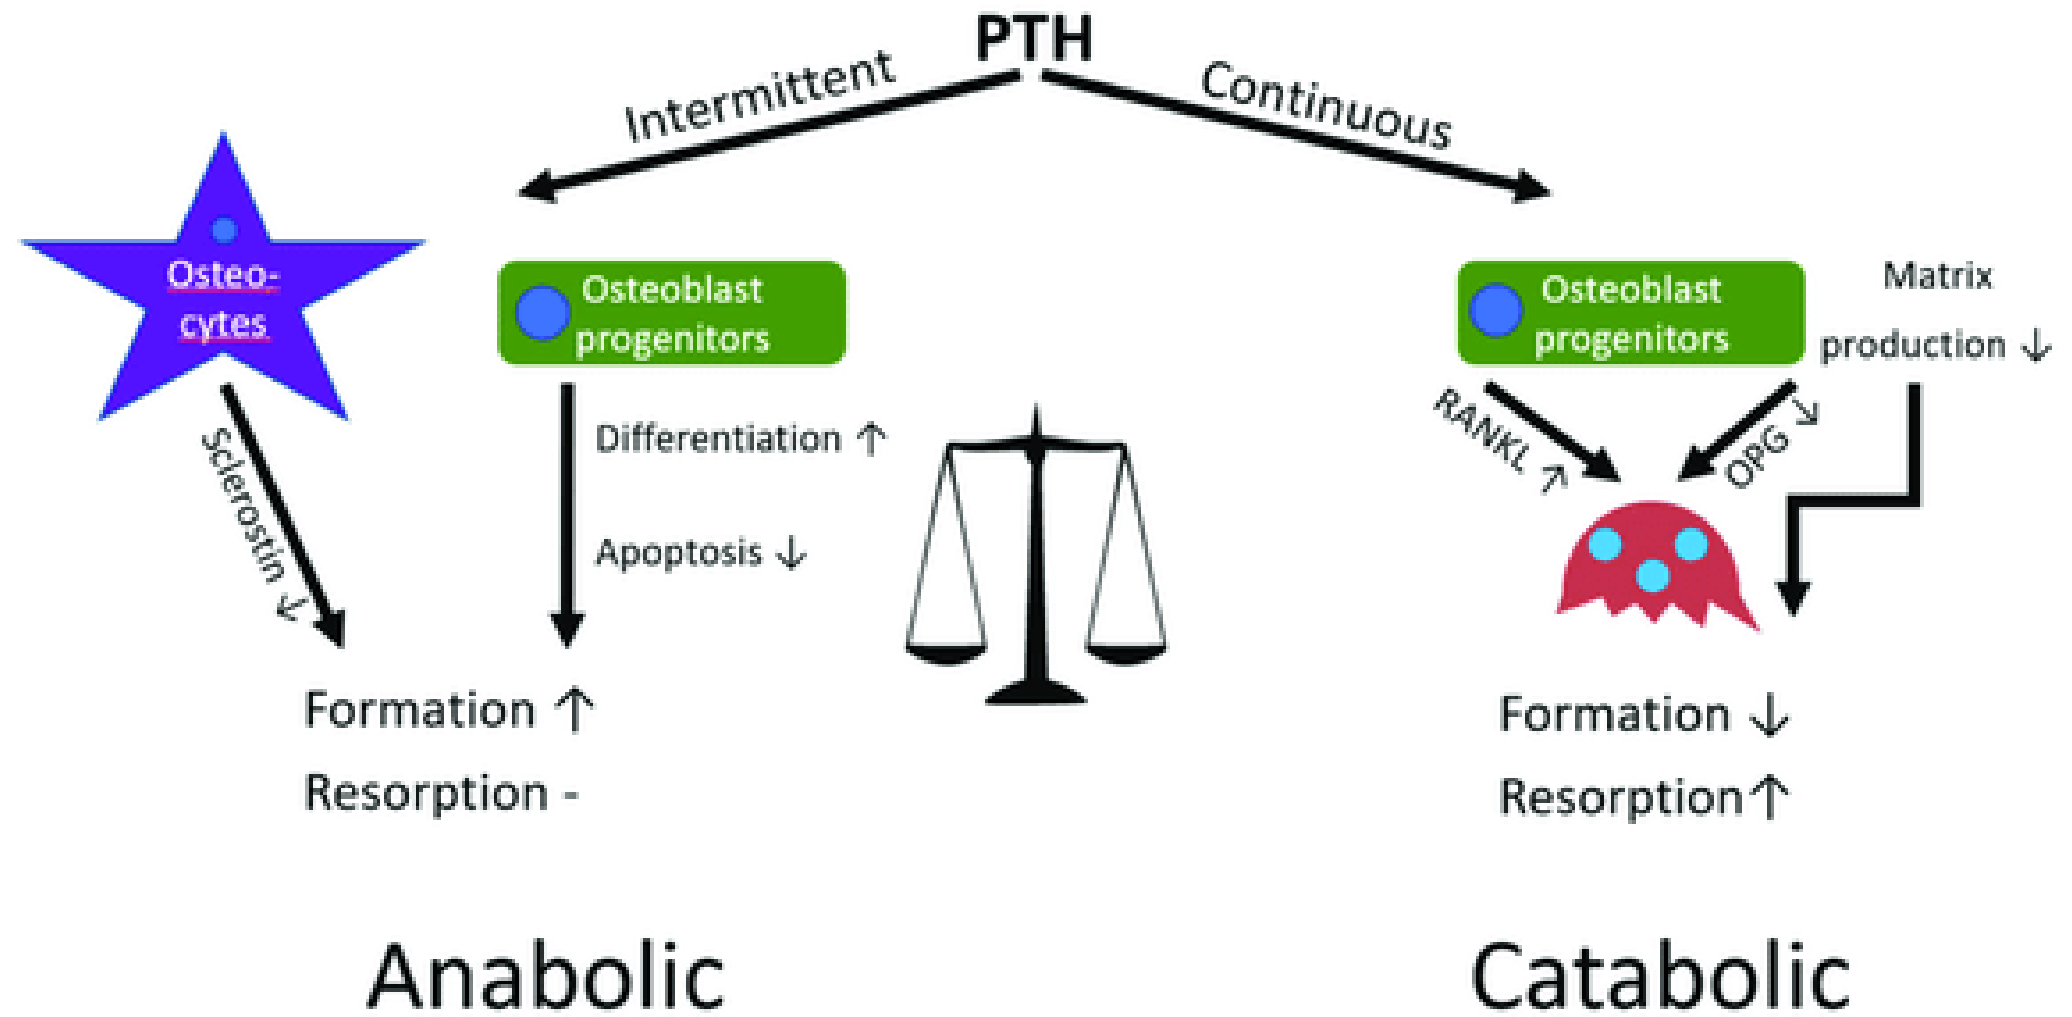 PTH
Intermittent
Continuous
Osteo-
cytes
Osteoblast
progenitors
Osteoblast
progenitors
Matrix
production ↓
Sclerostin ↓
Differentiation ↑
Apoptosis ↓
RANKL ↑
OPG ↓
Formation ↑
Resorption -
Formation ↓
Resorption↑
Anabolic
Catabolic